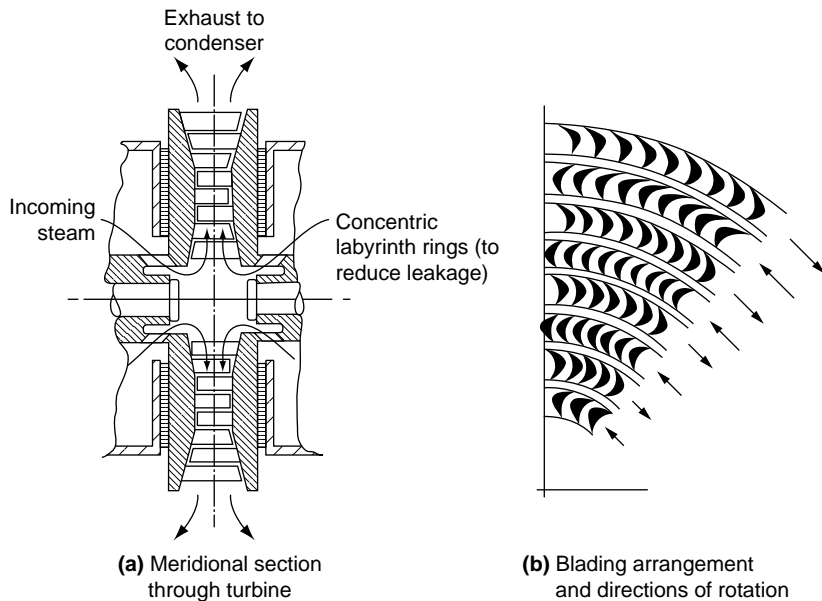 Exhaust to
condenser
Incoming
steam
Concentric
labyrinth rings (to
reduce leakage)
(a) Meridional section
through turbine
(b) Blading arrangement
and directions of rotation